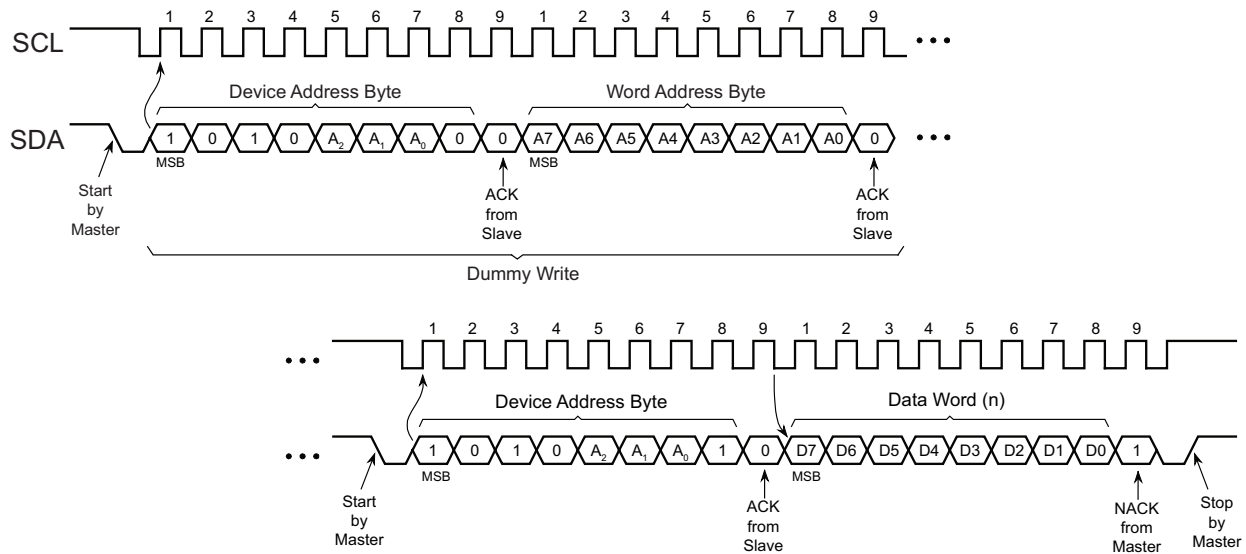 1 2 3 4 5 6 7 8 9 1 2 3 4 5 6 7 8 9
SCL
Device Address Byte Word Address Byte
SDA 1 0 1 0 A2 A1 A0 0 0 A7 A6 A5 A4 A3 A2 A1 A0 0
MSB MSB
Start
by
Master
ACK
from
Slave
ACK
from
Slave
Dummy Write
1 2 3 4 5 6 7 8 9 1 2 3 4 5 6 7 8 9
Device Address Byte Data Word (n)
1 0 1 0 A2 A1 A0 1 0 D7 D6 D5 D4 D3 D2 D1 D0 1
MSB MSB
Start
by
Master
ACK
from
Slave
NACK
from
Master
Stop
by
Master